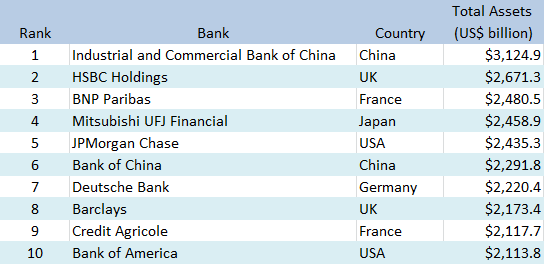 Total Assets
Rank Bank Country (US$ billion)
1 Industrial and Commercial Bank of China China $3,124.9
2 HSBC Holdings UK $2,671.3
3 BNP Paribas France $2,480.5
4 Mitsubishi UFJ Financial Japan $2,458.9
5 JPMorgan Chase USA $2,435.3
6 Bank of China China $2,291.8
7 Deutsche Bank Germany $2,220.4
8 Barclays UK $2,173.4
9 Credit Agricole France $2,117.7
10 Bank of America USA $2,113.8